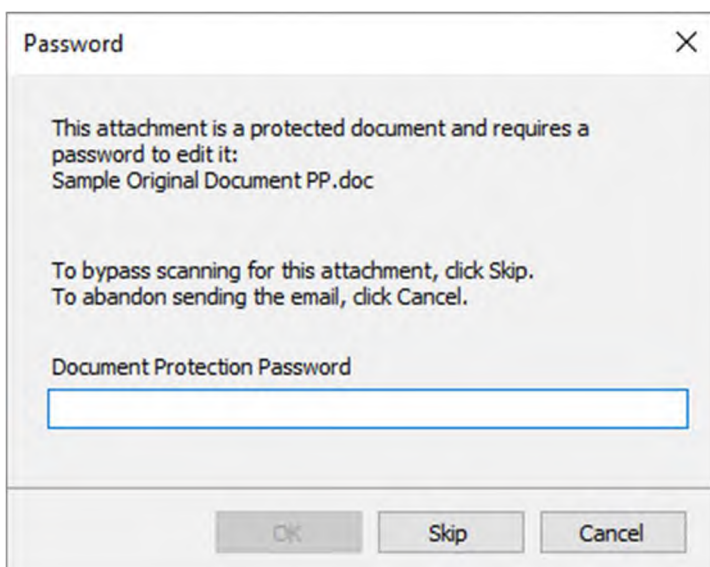 Password
This attachment is a protected document and requires a
password to edit it:
Sample Original Document PP.doc
To bypass scanning for this attachment, click Skip.
To abandon sending the email, click Cancel.
Document Protection Password
OK
Skip
Cancel